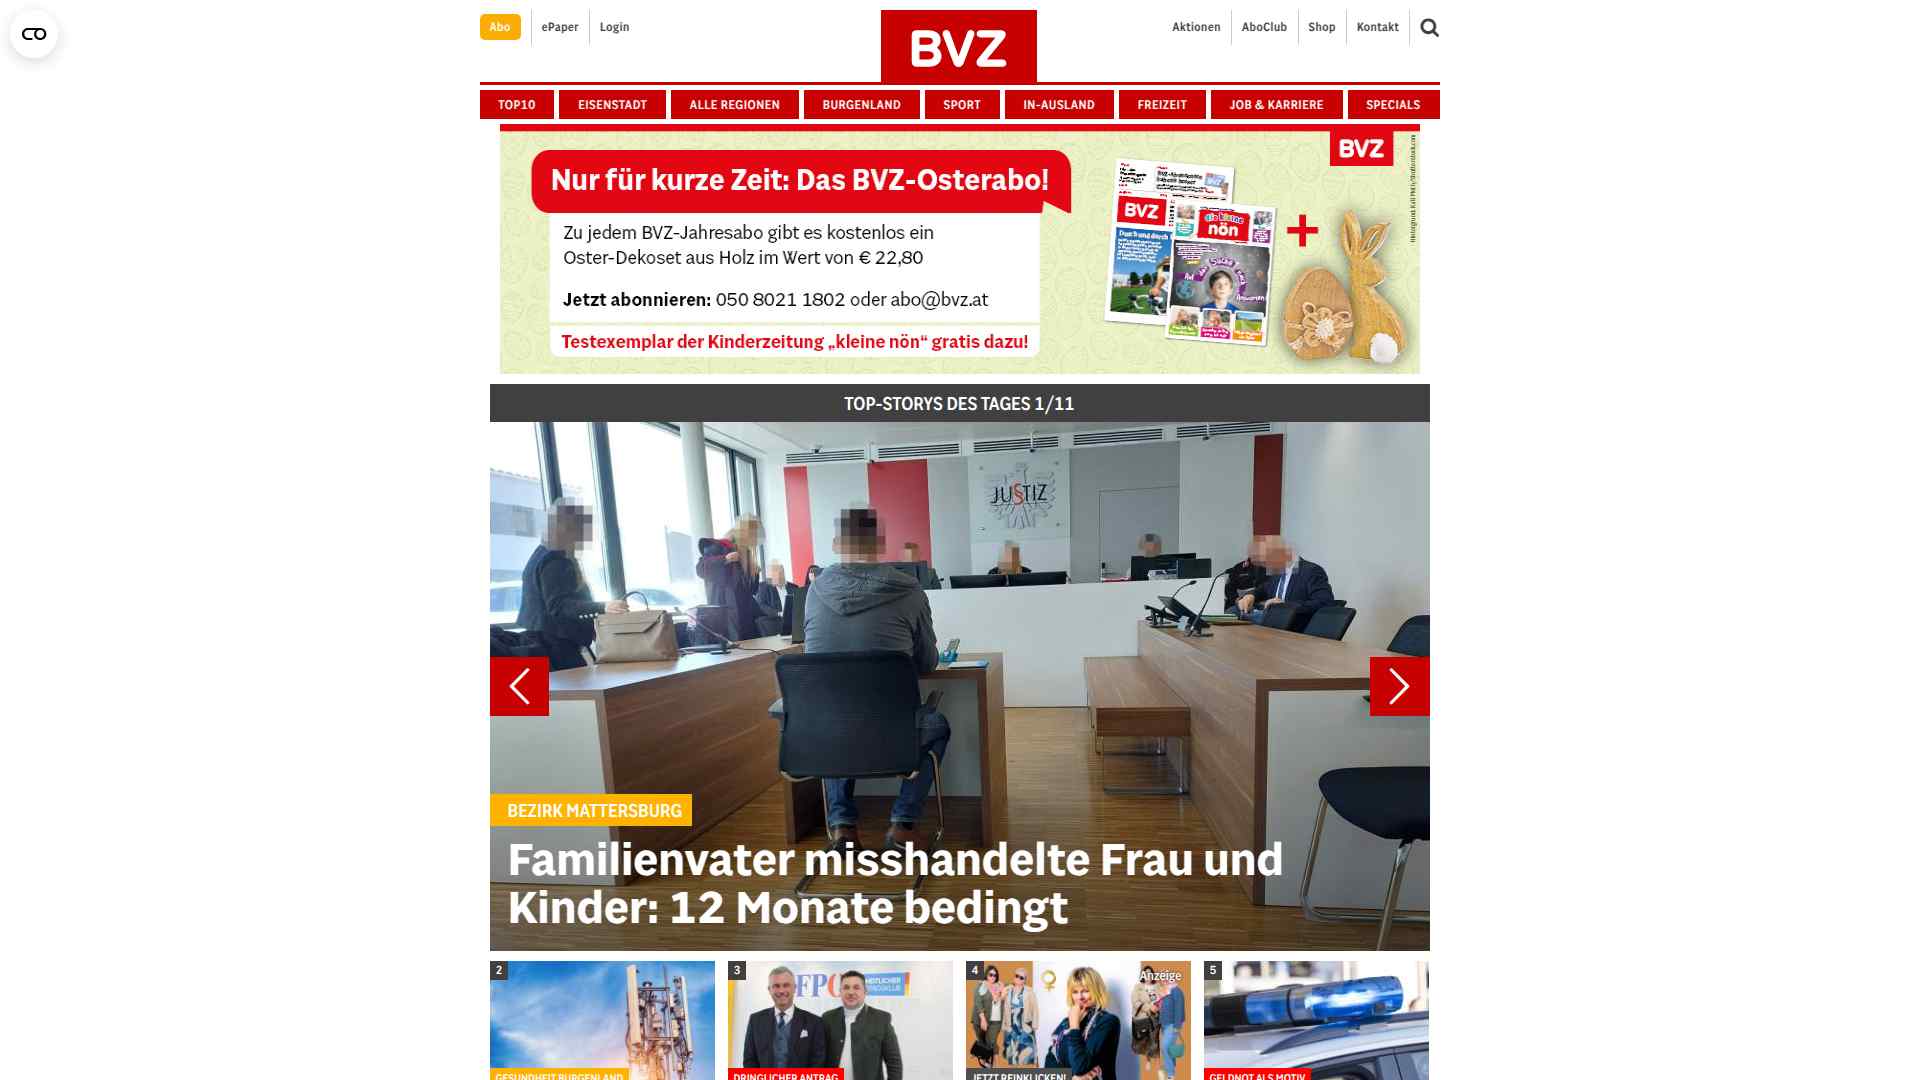 Abo
ePaper
Login
BVZ
Aktionen
AboClub
Shop
Kontakt
TOP10
EISENSTADT
ALLE REGIONEN
BURGENLAND
SPORT
IN-AUSLAND
FREIZEIT
JOB & KARRIERE
SPECIALS
BVZ
Nur für kurze Zeit: Das BVZ-Osterabo!
Zu jedem BVZ-Jahresabo gibt es kostenlos ein
Oster-Dekoset aus Holz im Wert von € 22,80
Jetzt abonnieren: 050 8021 1802 oder abo@bvz.at
Testexemplar der Kinderzeitung „kleine nön“ gratis dazu!
BVZ
die kleine
nön
+
TOP-STORYS DES TAGES 1/11
JUSTIZ
BEZIRK MATTERSBURG
Familienvater misshandelte Frau und
Kinder: 12 Monate bedingt
2
3
4
Anzeige
5
GESUNDHEIT BURGENLAND
DRINGLICHER ANTRAG
JETZT REINKLICKEN!
GELDNOT ALS MOTIV